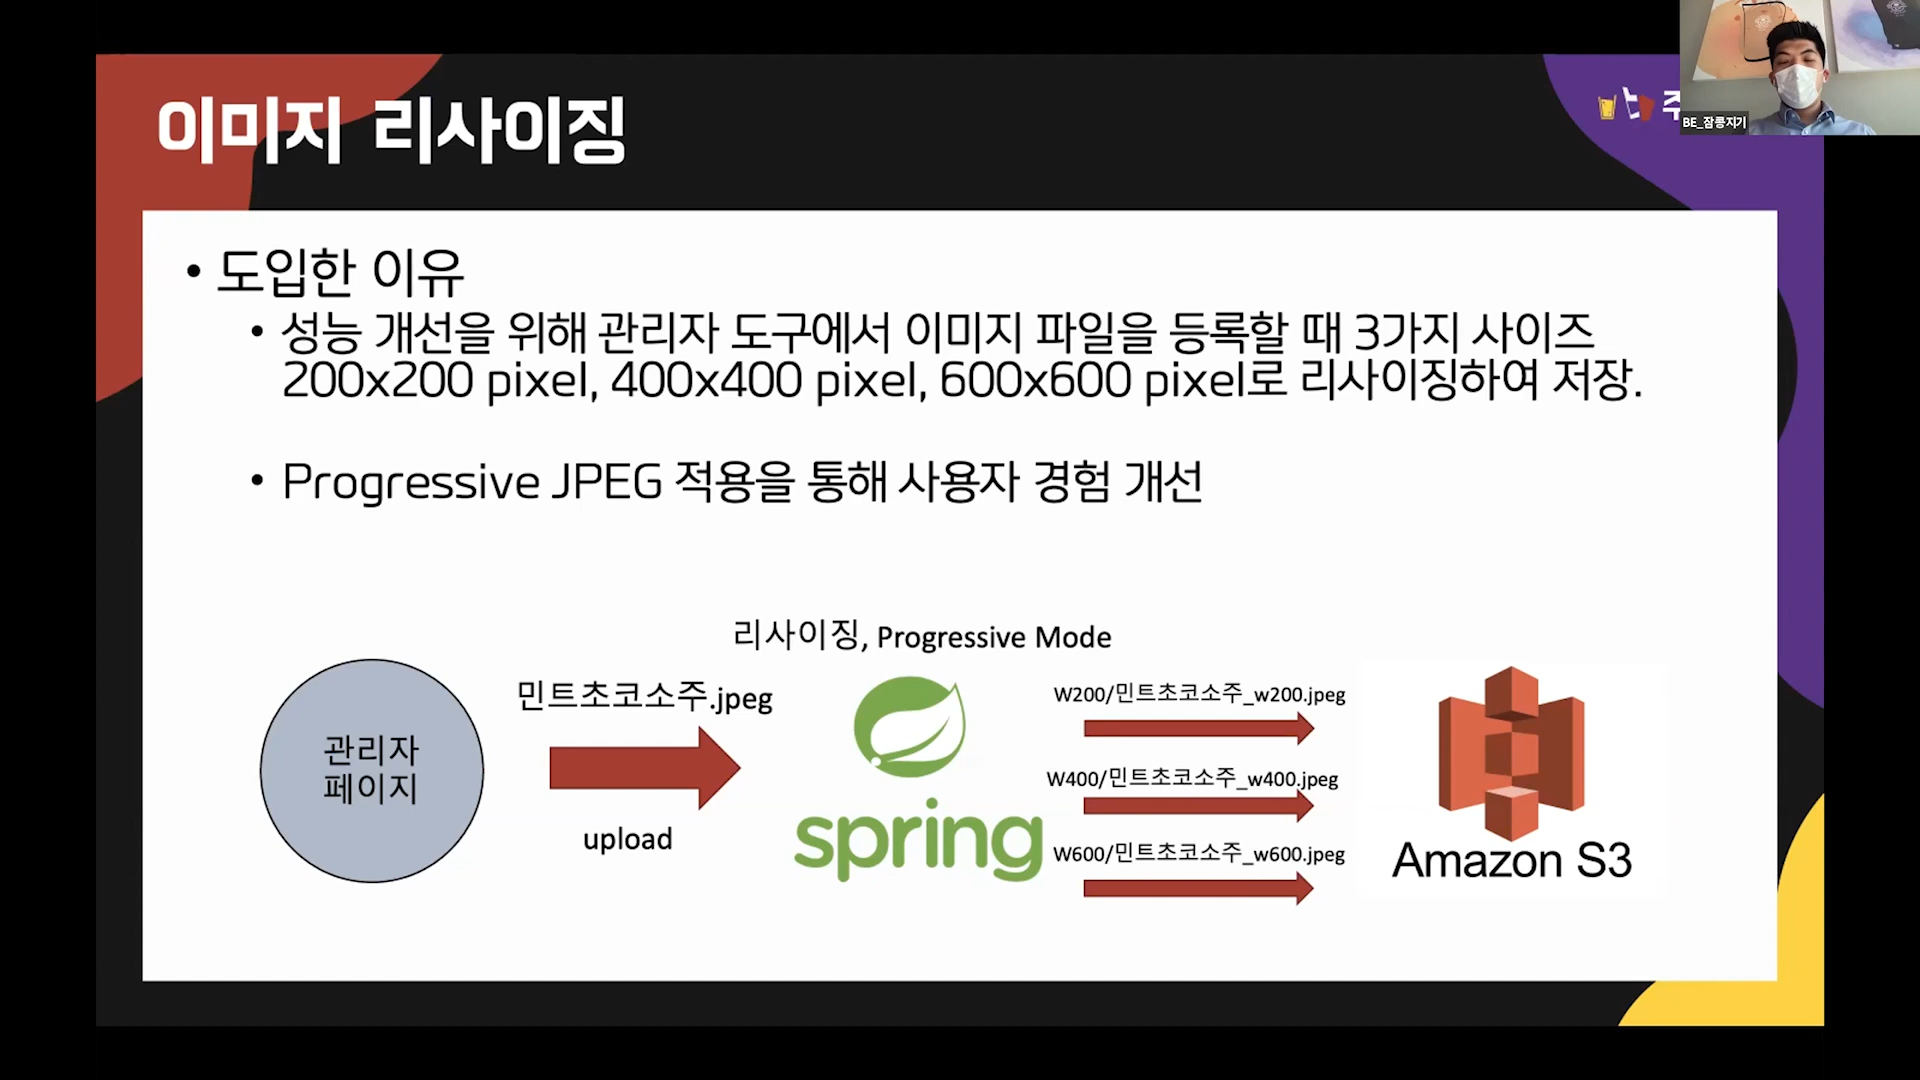 이미지 리사이징
주
BE_잠콩지기
• 도입한 이유
• 성능 개선을 위해 관리자 도구에서 이미지 파일을 등록할 때 3가지 사이즈
200x200 pixel, 400x400 pixel, 600x600 pixel로 리사이징하여 저장.
• Progressive JPEG 적용을 통해 사용자 경험 개선
리사이징, Progressive Mode
관리자
페이지
민트초코소주.jpeg
upload
spring
W200/민트초코소주_w200.jpeg
W400/민트초코소주_w400.jpeg
W600/민트초코소주_w600.jpeg
Amazon S3